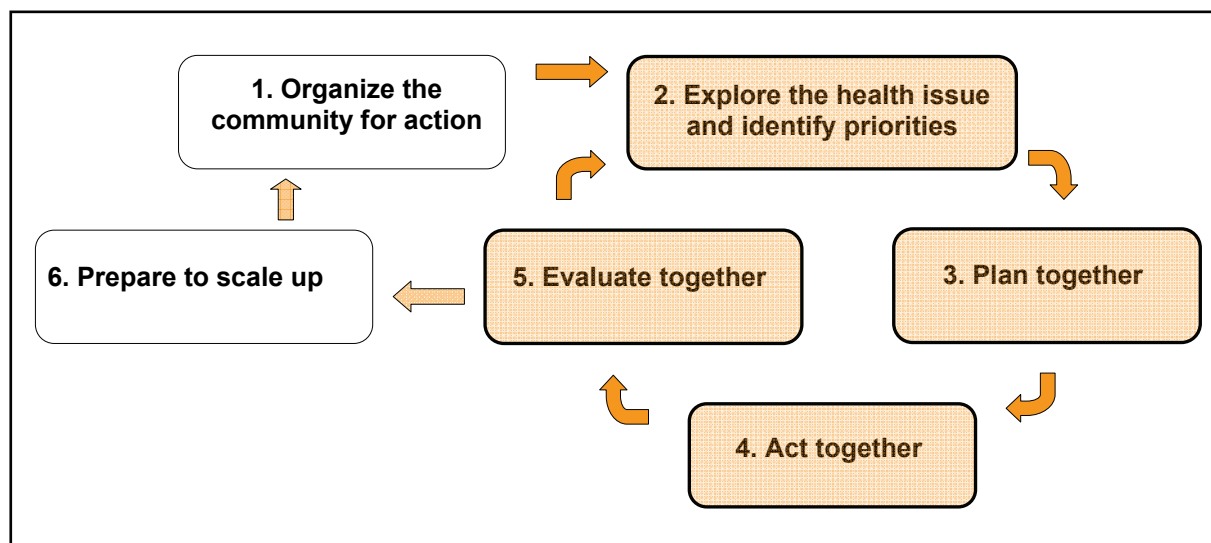 1. Organize the
community for action
2. Explore the health issue
and identify priorities
3. Plan together
4. Act together
5. Evaluate together
6. Prepare to scale up